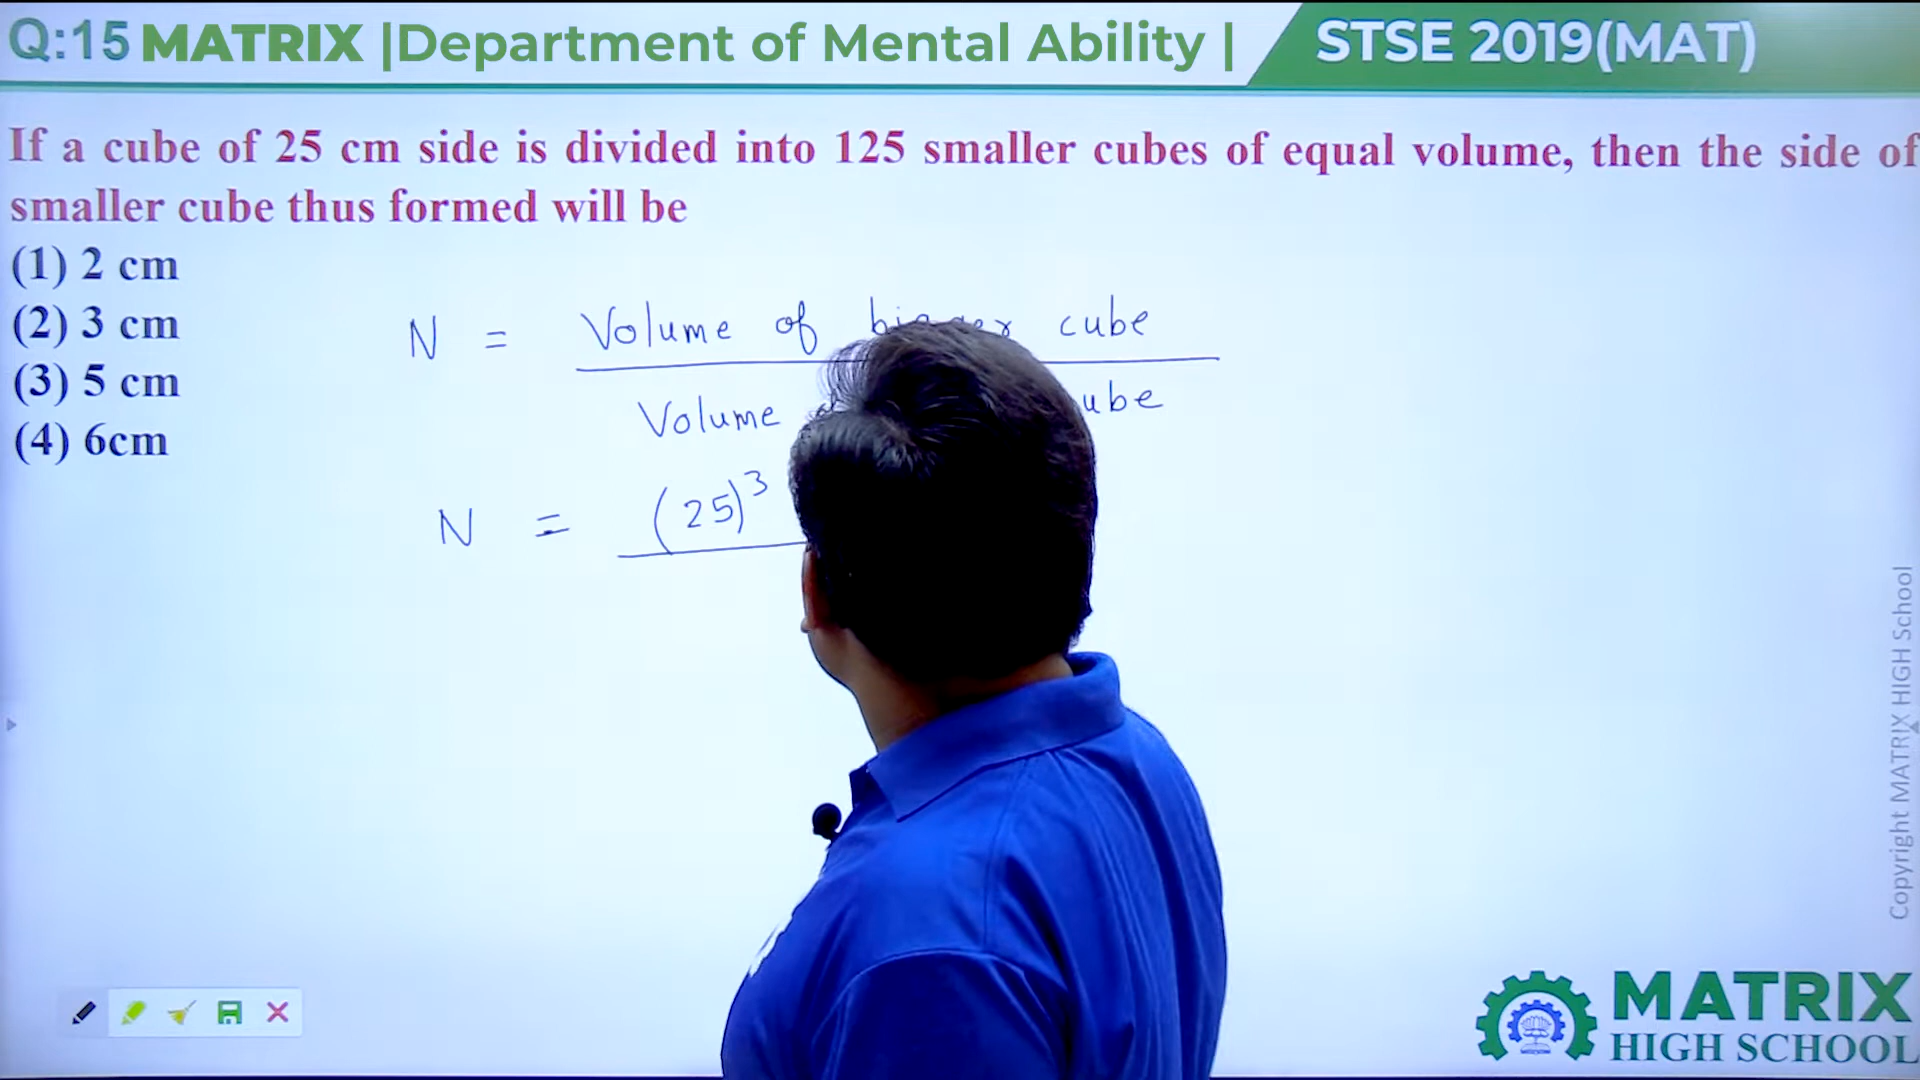 Q:15 MATRIX |Department of Mental Ability | STSE 2019(MAT)
If a cube of 25 cm side is divided into 125 smaller cubes of equal volume, then the side of
smaller cube thus formed will be
(1) 2 cm
(2) 3 cm
(3) 5 cm
(4) 6cm
N = Volume of bigger cube
Volume
N = (25)³
Copyright MATRIX HIGH School
MATRIX
HIGH SCHOOL